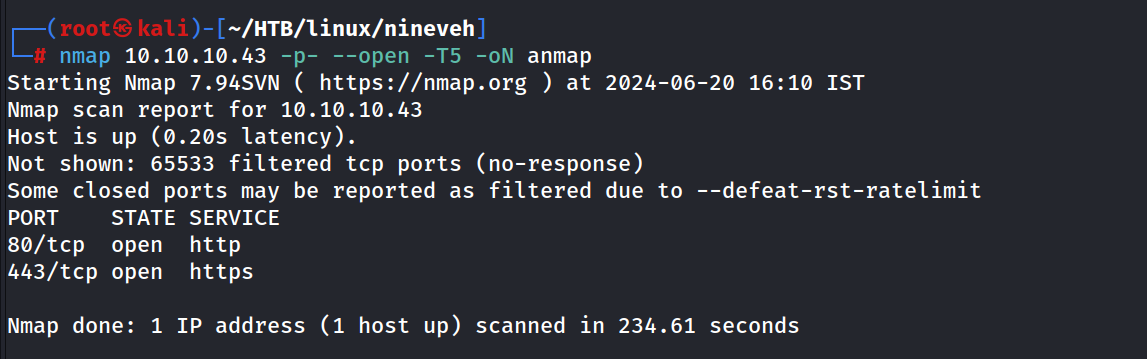 ┌──(root㉿kali)-[~/HTB/linux/nineveh]
└─# nmap 10.10.10.43 -p- --open -T5 -oN anmap
Starting Nmap 7.94SVN ( https://nmap.org ) at 2024-06-20 16:10 IST
Nmap scan report for 10.10.10.43
Host is up (0.20s latency).
Not shown: 65533 filtered tcp ports (no-response)
Some closed ports may be reported as filtered due to --defeat-rst-ratelimit
PORT    STATE SERVICE
80/tcp  open  http
443/tcp open  https
Nmap done: 1 IP address (1 host up) scanned in 234.61 seconds